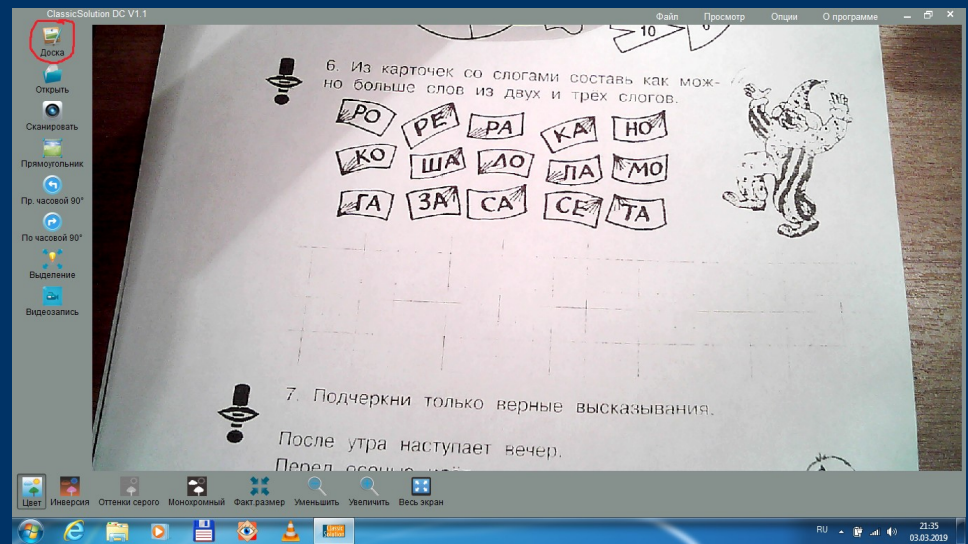 ClassicSolution DC V1.1
Файл Просмотр Опции О программе
Доска
Открыть
Сканировать
Прямоугольник
Пр. часовой 90°
По часовой 90°
Выделение
Видеозапись
10
6. Из карточек со слогами составь как мож-
но больше слов из двух и трех слогов.
РО РЕ РА КА НО
КО ША ЛО ПА МО
ГА ЗА СА СЕ ТА
7. Подчеркни только верные высказывания.
После утра наступает вечер.
Перед
Цвет Инверсия Оттенки серого Монохромный Факт.размер Уменьшить Увеличить Весь экран
RU
21:35
03.03.2019